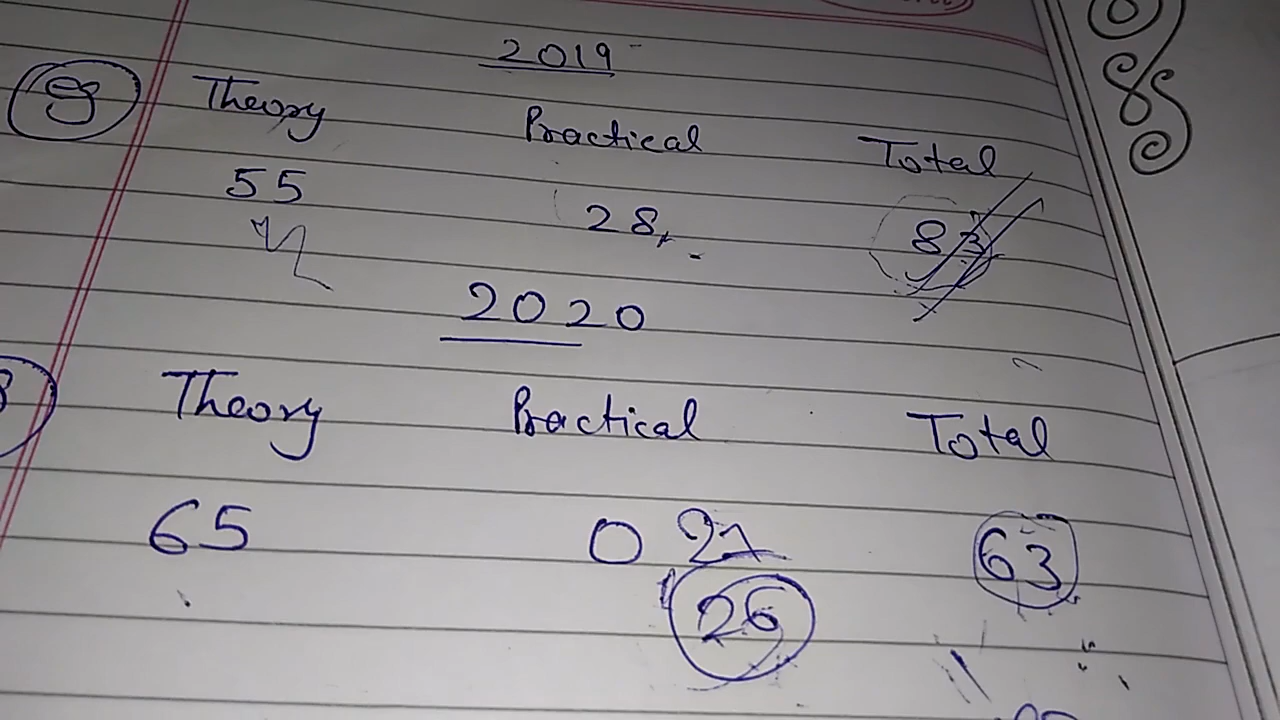 2019
Theory Practical Total
55 28 83
2020
Theory Practical Total
65 0 27 63
26